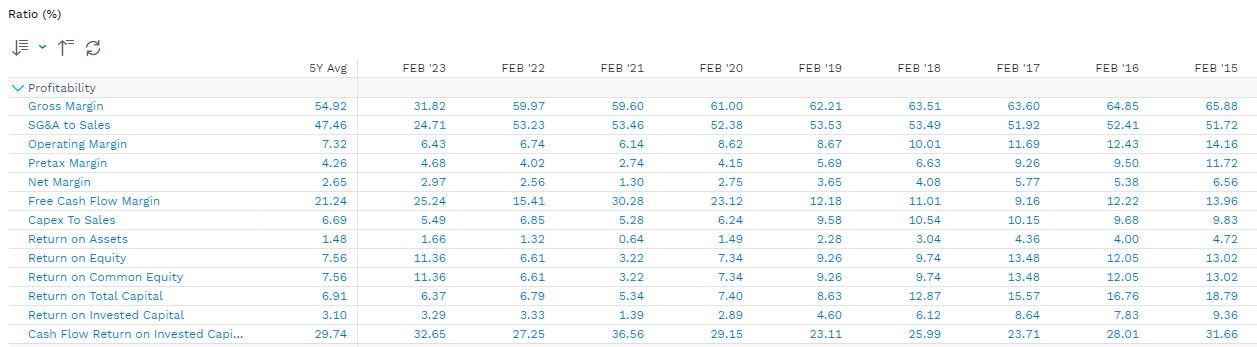 Ratio (%)
5Y Avg FEB '23 FEB '22 FEB '21 FEB '20 FEB '19 FEB '18 FEB '17 FEB '16 FEB '15
Profitability
Gross Margin 54.92 31.82 59.97 59.60 61.00 62.21 63.51 63.60 64.85 65.88
SG&A to Sales 47.46 24.71 53.23 53.46 52.38 53.53 53.49 51.92 52.41 51.72
Operating Margin 7.32 6.43 6.74 6.14 8.62 8.67 10.01 11.69 12.43 14.16
Pretax Margin 4.26 4.68 4.02 2.74 4.15 5.69 6.63 9.26 9.50 11.72
Net Margin 2.65 2.97 2.56 1.30 2.75 3.65 4.08 5.77 5.38 6.56
Free Cash Flow Margin 21.24 25.24 15.41 30.28 23.12 12.18 11.01 9.16 12.22 13.96
Capex To Sales 6.69 5.49 6.85 5.28 6.24 9.58 10.54 10.15 9.68 9.83
Return on Assets 1.48 1.66 1.32 0.64 1.49 2.28 3.04 4.36 4.00 4.72
Return on Equity 7.56 11.36 6.61 3.22 7.34 9.26 9.74 13.48 12.05 13.02
Return on Common Equity 7.56 11.36 6.61 3.22 7.34 9.26 9.74 13.48 12.05 13.02
Return on Total Capital 6.91 6.37 6.79 5.34 7.40 8.63 12.87 15.57 16.76 18.79
Return on Invested Capital 3.10 3.29 3.33 1.39 2.89 4.60 6.12 8.64 7.83 9.36
Cash Flow Return on Invested Capi... 29.74 32.65 27.25 36.56 29.15 23.11 25.99 23.71 28.01 31.66